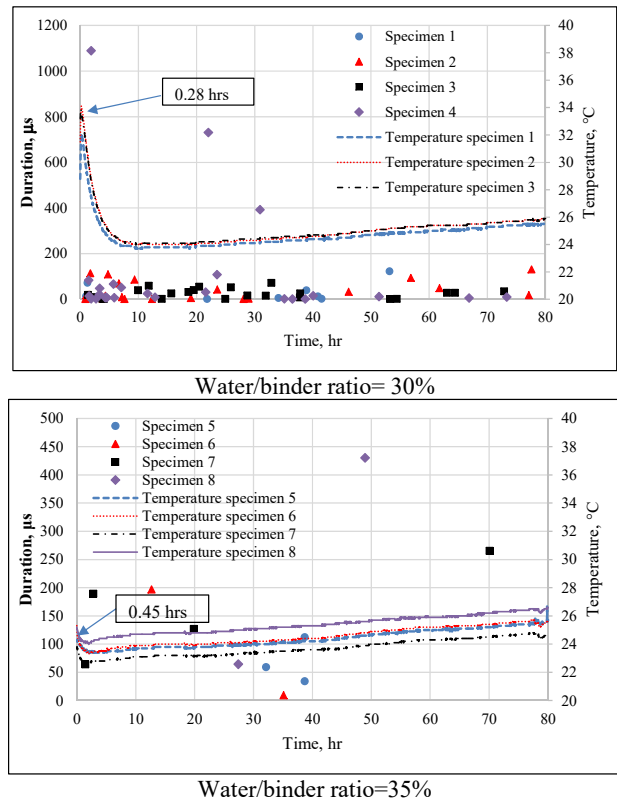 1200
1000
800
600
400
200
0
Duration, µs
0.28 hrs
Specimen 1
Specimen 2
Specimen 3
Specimen 4
Temperature specimen 1
Temperature specimen 2
Temperature specimen 3
40
38
36
34
32
30
28
26
24
22
20
Temperature, °C
0 10 20 30 40 50 60 70 80
Time, hr
Water/binder ratio= 30%
500
450
400
350
300
250
200
150
100
50
0
Duration, µs
Specimen 5
Specimen 6
Specimen 7
Specimen 8
Temperature specimen 5
Temperature specimen 6
Temperature specimen 7
Temperature specimen 8
0.45 hrs
40
38
36
34
32
30
28
26
24
22
20
Temperature, °C
0 10 20 30 40 50 60 70 80
Time, hr
Water/binder ratio=35%